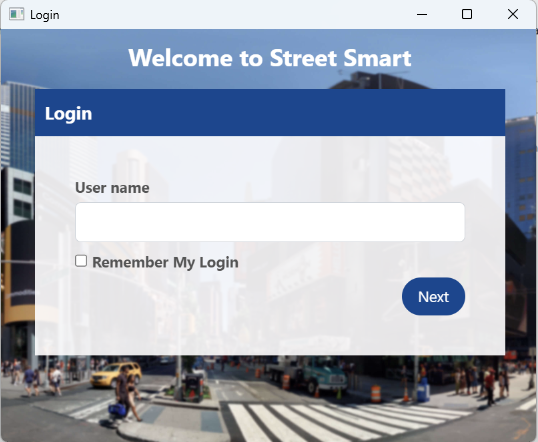 Login
Welcome to Street Smart
Login
User name
Remember My Login
Next